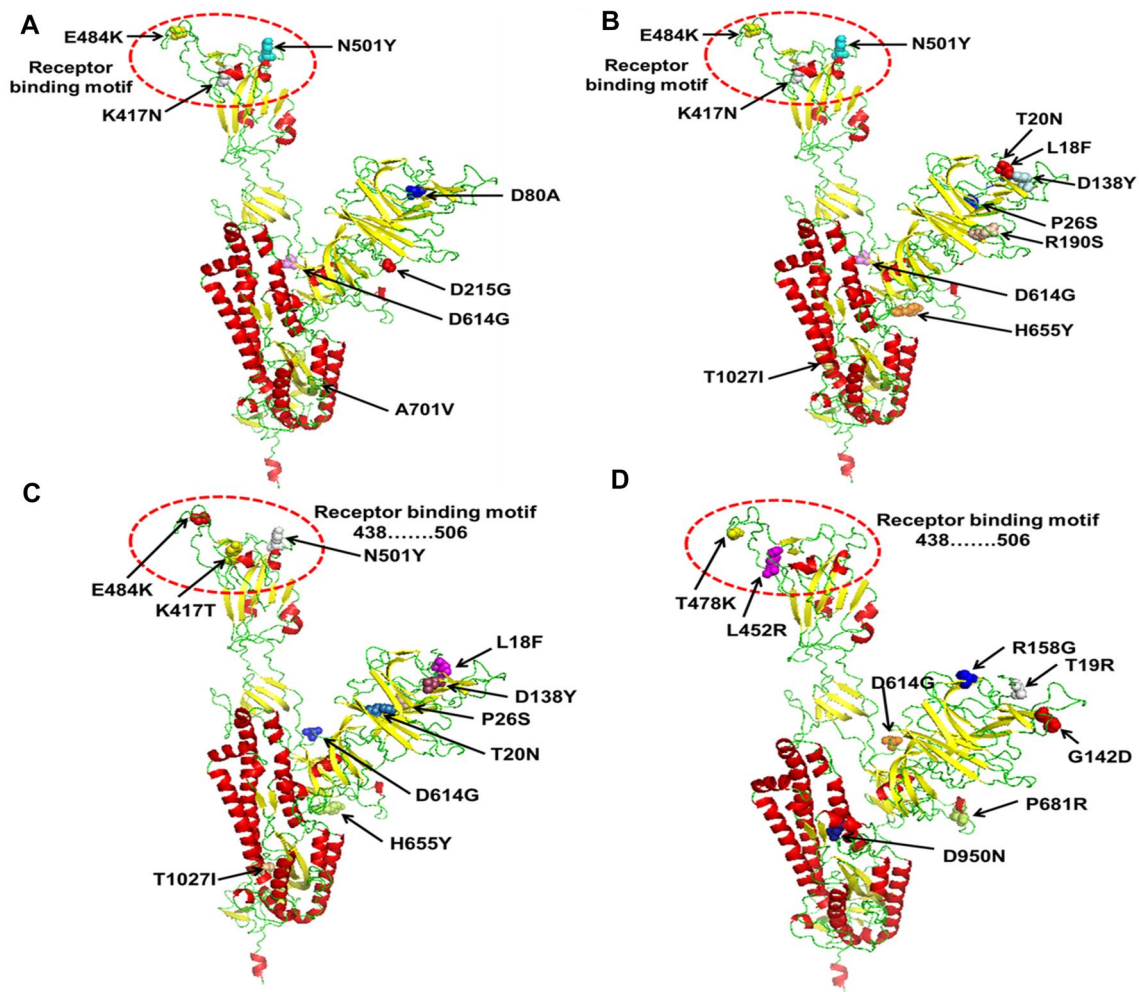 A
E484K
N501Y
Receptor
binding motif
K417N
D80A
D215G
D614G
A701V
B
E484K
N501Y
Receptor
binding motif
K417N
T20N
L18F
D138Y
P26S
R190S
D614G
H655Y
T1027I
C
Receptor binding motif
438.......506
N501Y
E484K
K417T
L18F
D138Y
P26S
T20N
D614G
H655Y
T1027I
D
Receptor binding motif
438.......506
T478K
L452R
R158G
T19R
D614G
G142D
P681R
D950N